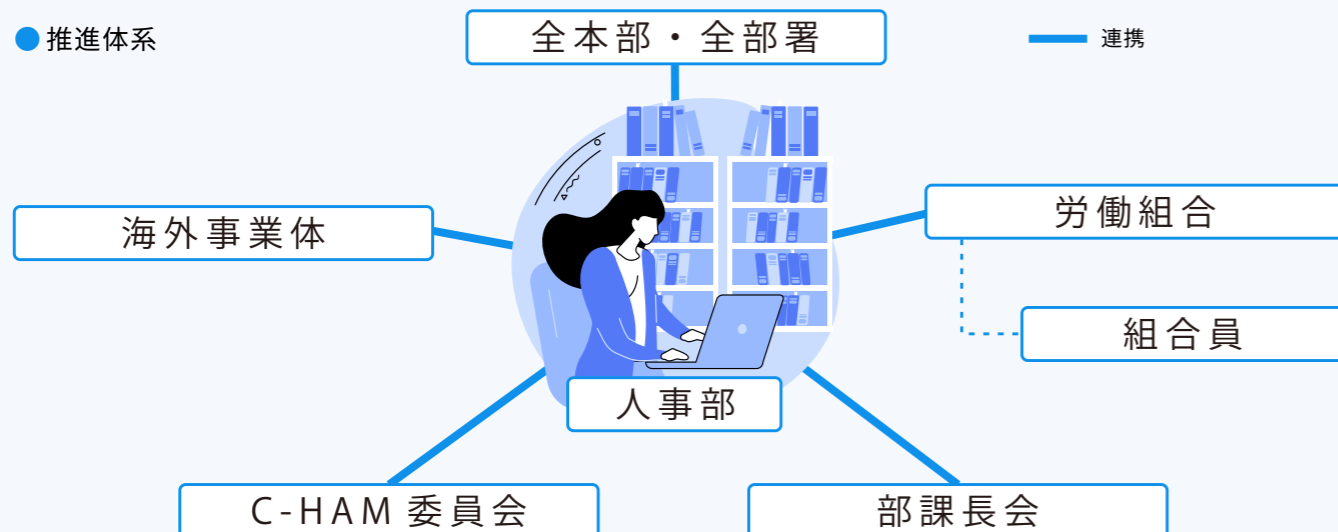 推進体系
全本部・全部署
連携
海外事業体
労働組合
組合員
人事部
C-HAM 委員会
部課長会